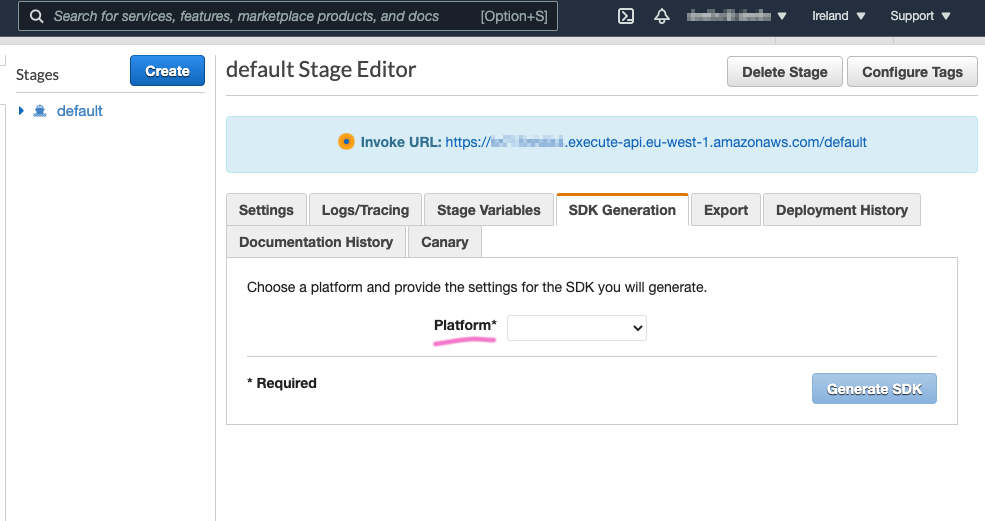 Search for services, features, marketplace products, and docs [Option+S] Ireland Support
Stages Create
default
default Stage Editor Delete Stage Configure Tags
Invoke URL: https:// .execute-api.eu-west-1.amazonaws.com/default
Settings Logs/Tracing Stage Variables SDK Generation Export Deployment History
Documentation History Canary
Choose a platform and provide the settings for the SDK you will generate.
Platform*
* Required Generate SDK